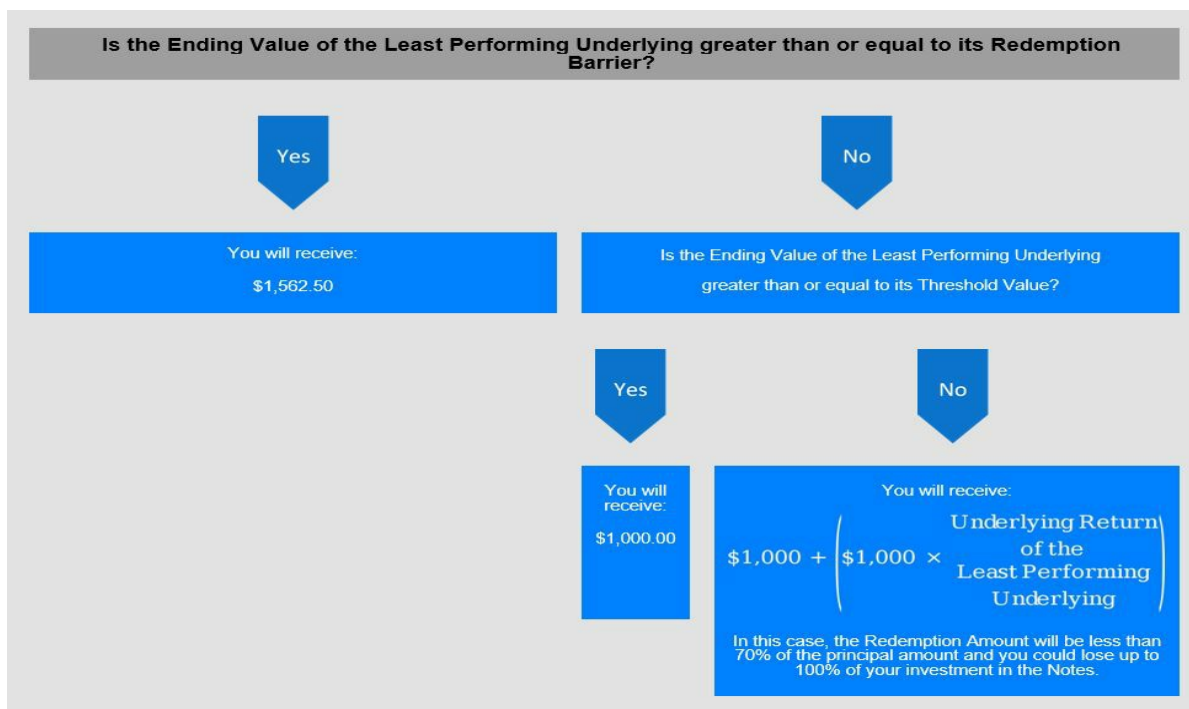 Is the Ending Value of the Least Performing Underlying greater than or equal to its Redemption
Barrier?
Yes
No
You will receive:
$1,562.50
Is the Ending Value of the Least Performing Underlying
greater than or equal to its Threshold Value?
Yes
No
You will
receive:
$1,000.00
You will receive:
Underlying Return
of the
$1,000 + ($1,000 × Least Performing
Underlying)
In this case, the Redemption Amount will be less than
70% of the principal amount and you could lose up to
100% of your investment in the Notes.